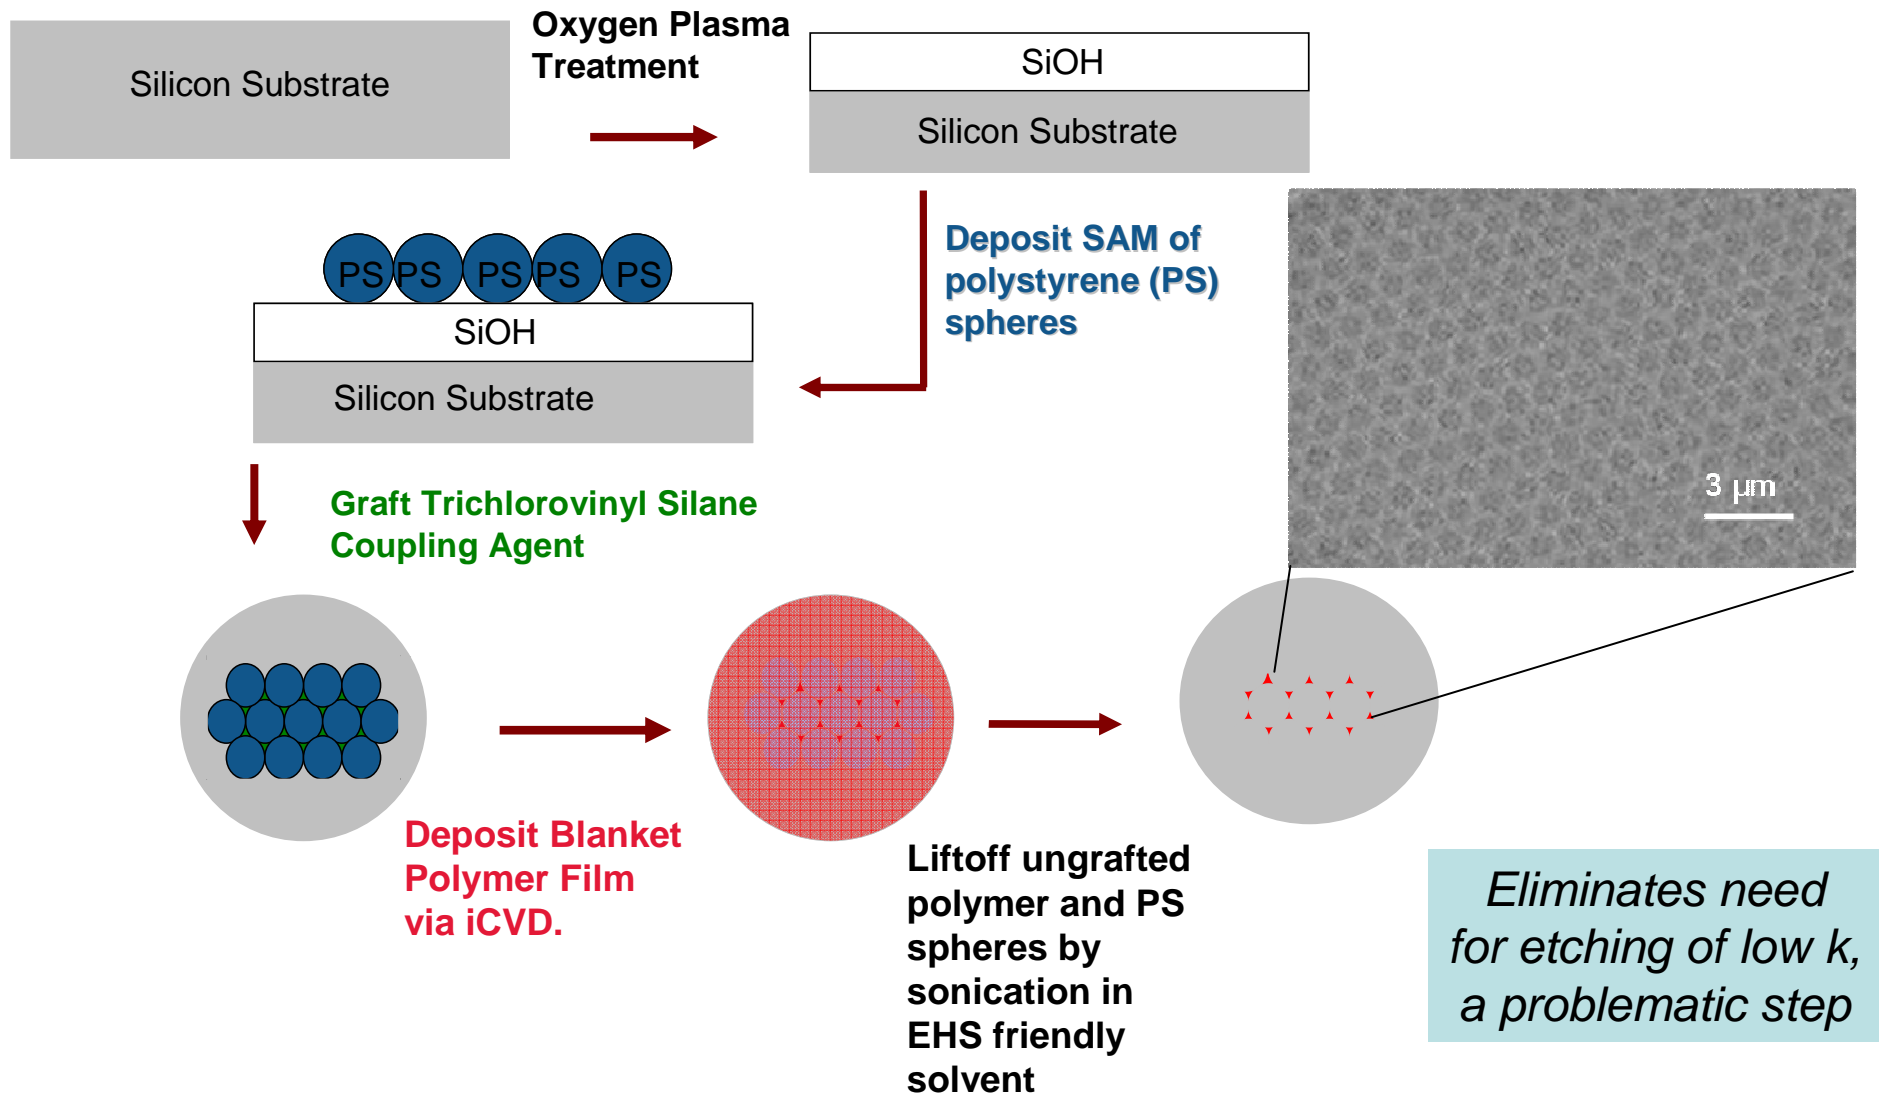 Silicon Substrate
Oxygen Plasma
Treatment
SiOH
Silicon Substrate
Deposit SAM of
polystyrene (PS)
spheres
PS PS PS PS PS
SiOH
Silicon Substrate
3 μm
Graft Trichlorovinyl Silane
Coupling Agent
Deposit Blanket
Polymer Film
via iCVD.
Liftoff ungrafted
polymer and PS
spheres by
sonication in
EHS friendly
solvent
Eliminates need
for etching of low k,
a problematic step